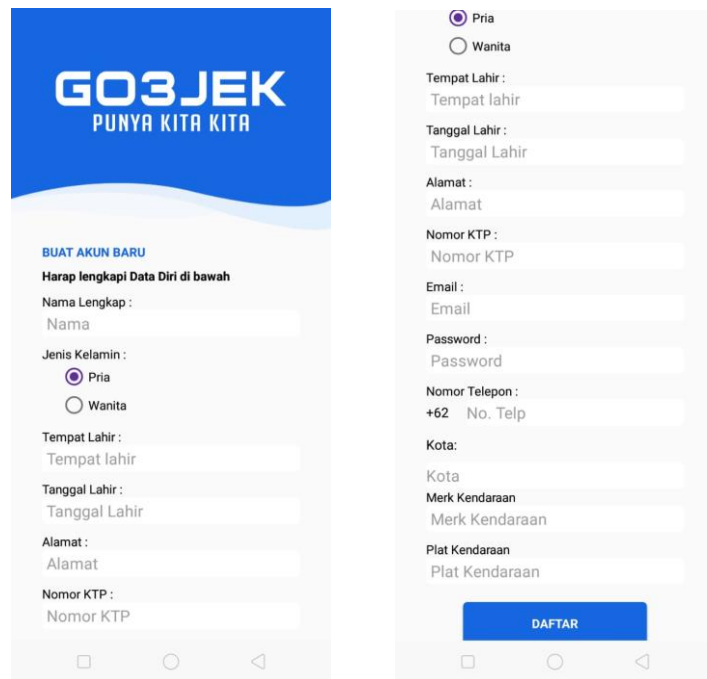 GO3JEK
PUNYA KITA KITA
BUAT AKUN BARU
Harap lengkapi Data Diri di bawah
Nama Lengkap :
Nama
Jenis Kelamin :
Pria
Wanita
Tempat Lahir :
Tempat lahir
Tanggal Lahir :
Tanggal Lahir
Alamat :
Alamat
Nomor KTP :
Nomor KTP
Pria
Wanita
Tempat Lahir :
Tempat lahir
Tanggal Lahir :
Tanggal Lahir
Alamat :
Alamat
Nomor KTP :
Nomor KTP
Email :
Email
Password :
Password
Nomor Telepon :
+62 No. Telp
Kota:
Kota
Merk Kendaraan
Merk Kendaraan
Plat Kendaraan
Plat Kendaraan
DAFTAR